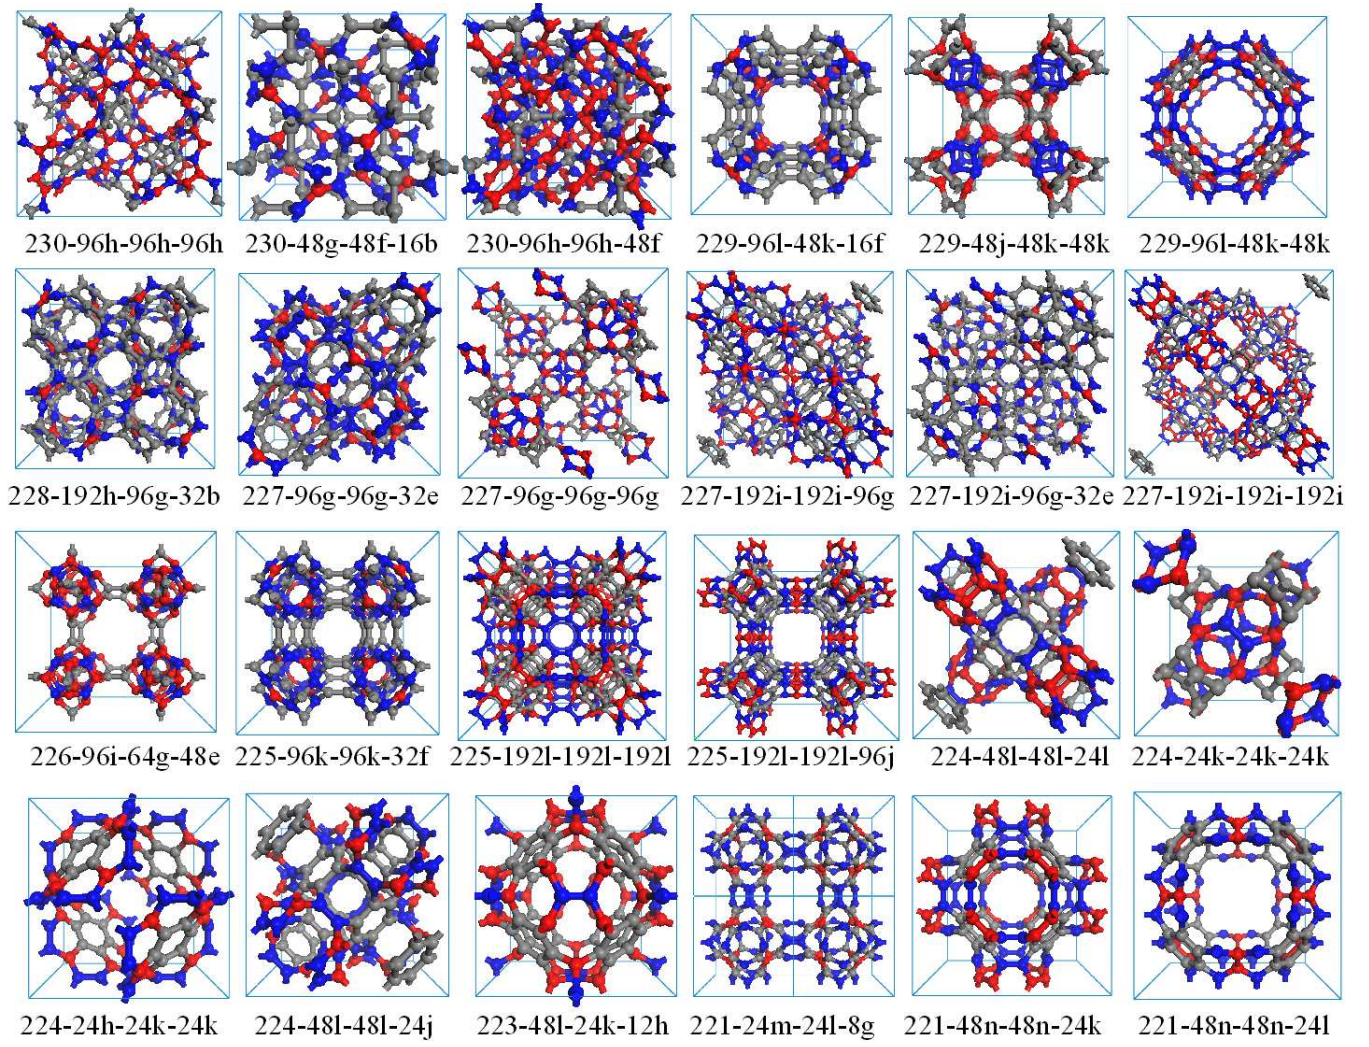 230-96h-96h-96h 230-48g-48f-16b 230-96h-96h-48f 229-96l-48k-16f 229-48j-48k-48k 229-96l-48k-48k
228-192h-96g-32b 227-96g-96g-32e 227-96g-96g-96g 227-192i-192i-96g 227-192i-96g-32e 227-192i-192i-192i
226-96i-64g-48e 225-96k-96k-32f 225-192l-192l-192l 225-192l-192l-96j 224-48l-48l-24l 224-24k-24k-24k
224-24h-24k-24k 224-48l-48l-24j 223-48l-24k-12h 221-24m-24l-8g 221-48n-48n-24k 221-48n-48n-24l